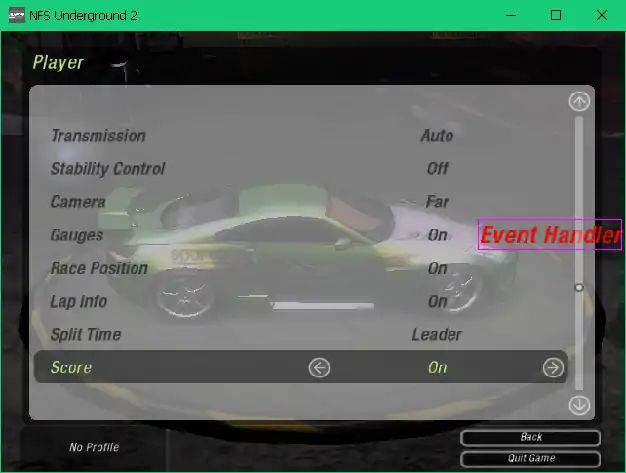 NFS Underground 2
Player
Transmission Auto
Stability Control Off
Camera Far
Gauges On
Event Handler
Race Position On
Lap Info On
Split Time Leader
Score On
No Profile
Back
Quit Game